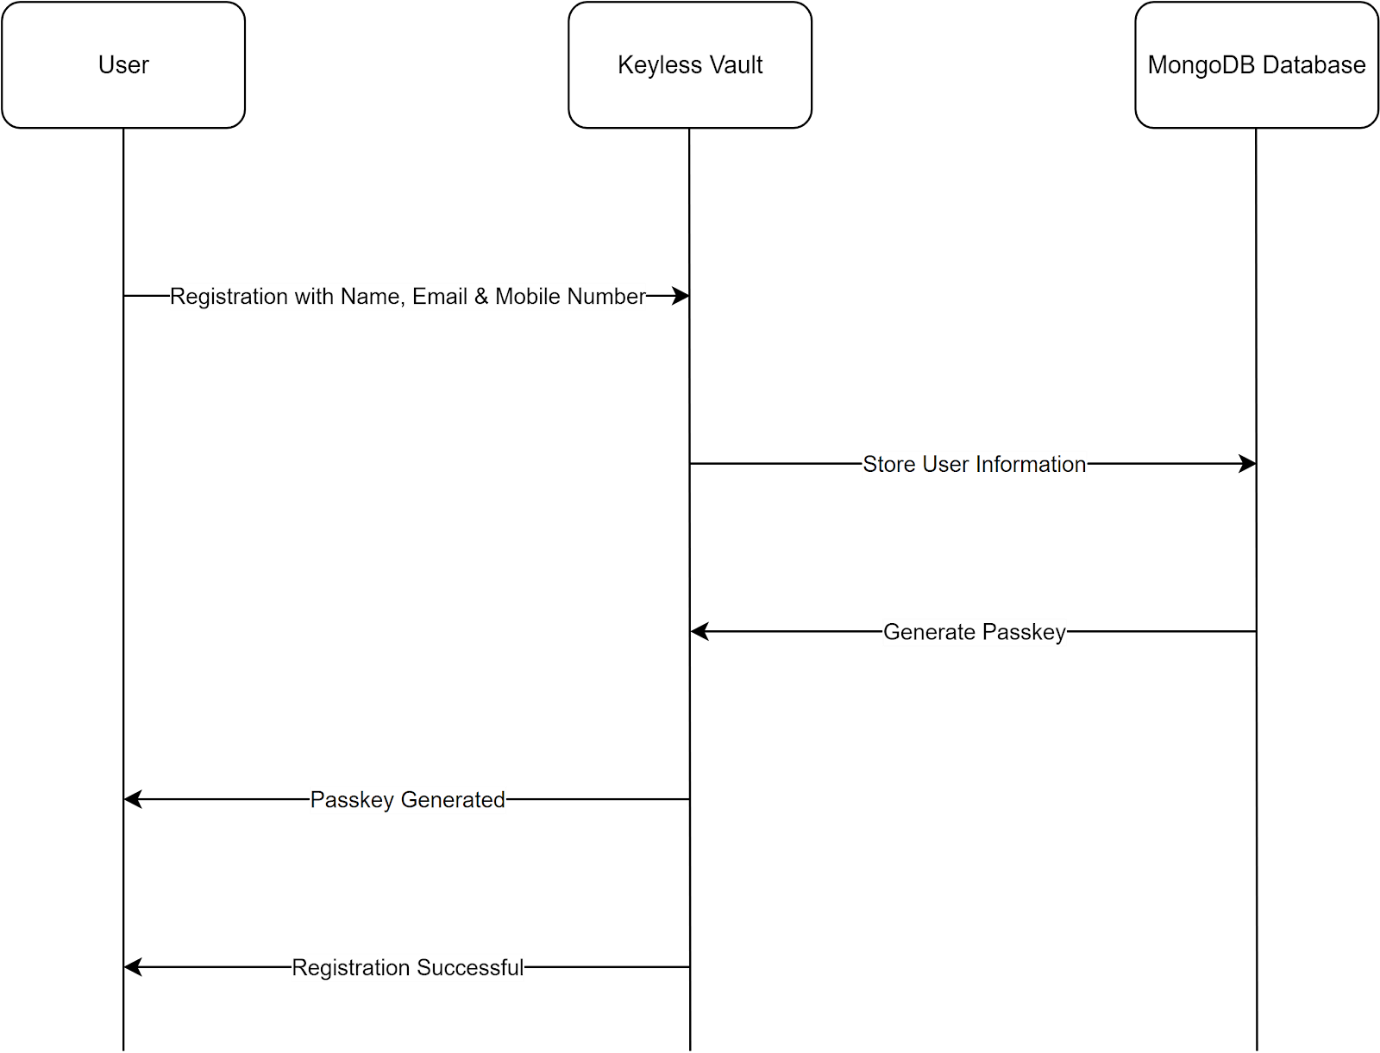 User
Keyless Vault
MongoDB Database
Registration with Name, Email & Mobile Number
Store User Information
Generate Passkey
Passkey Generated
Registration Successful